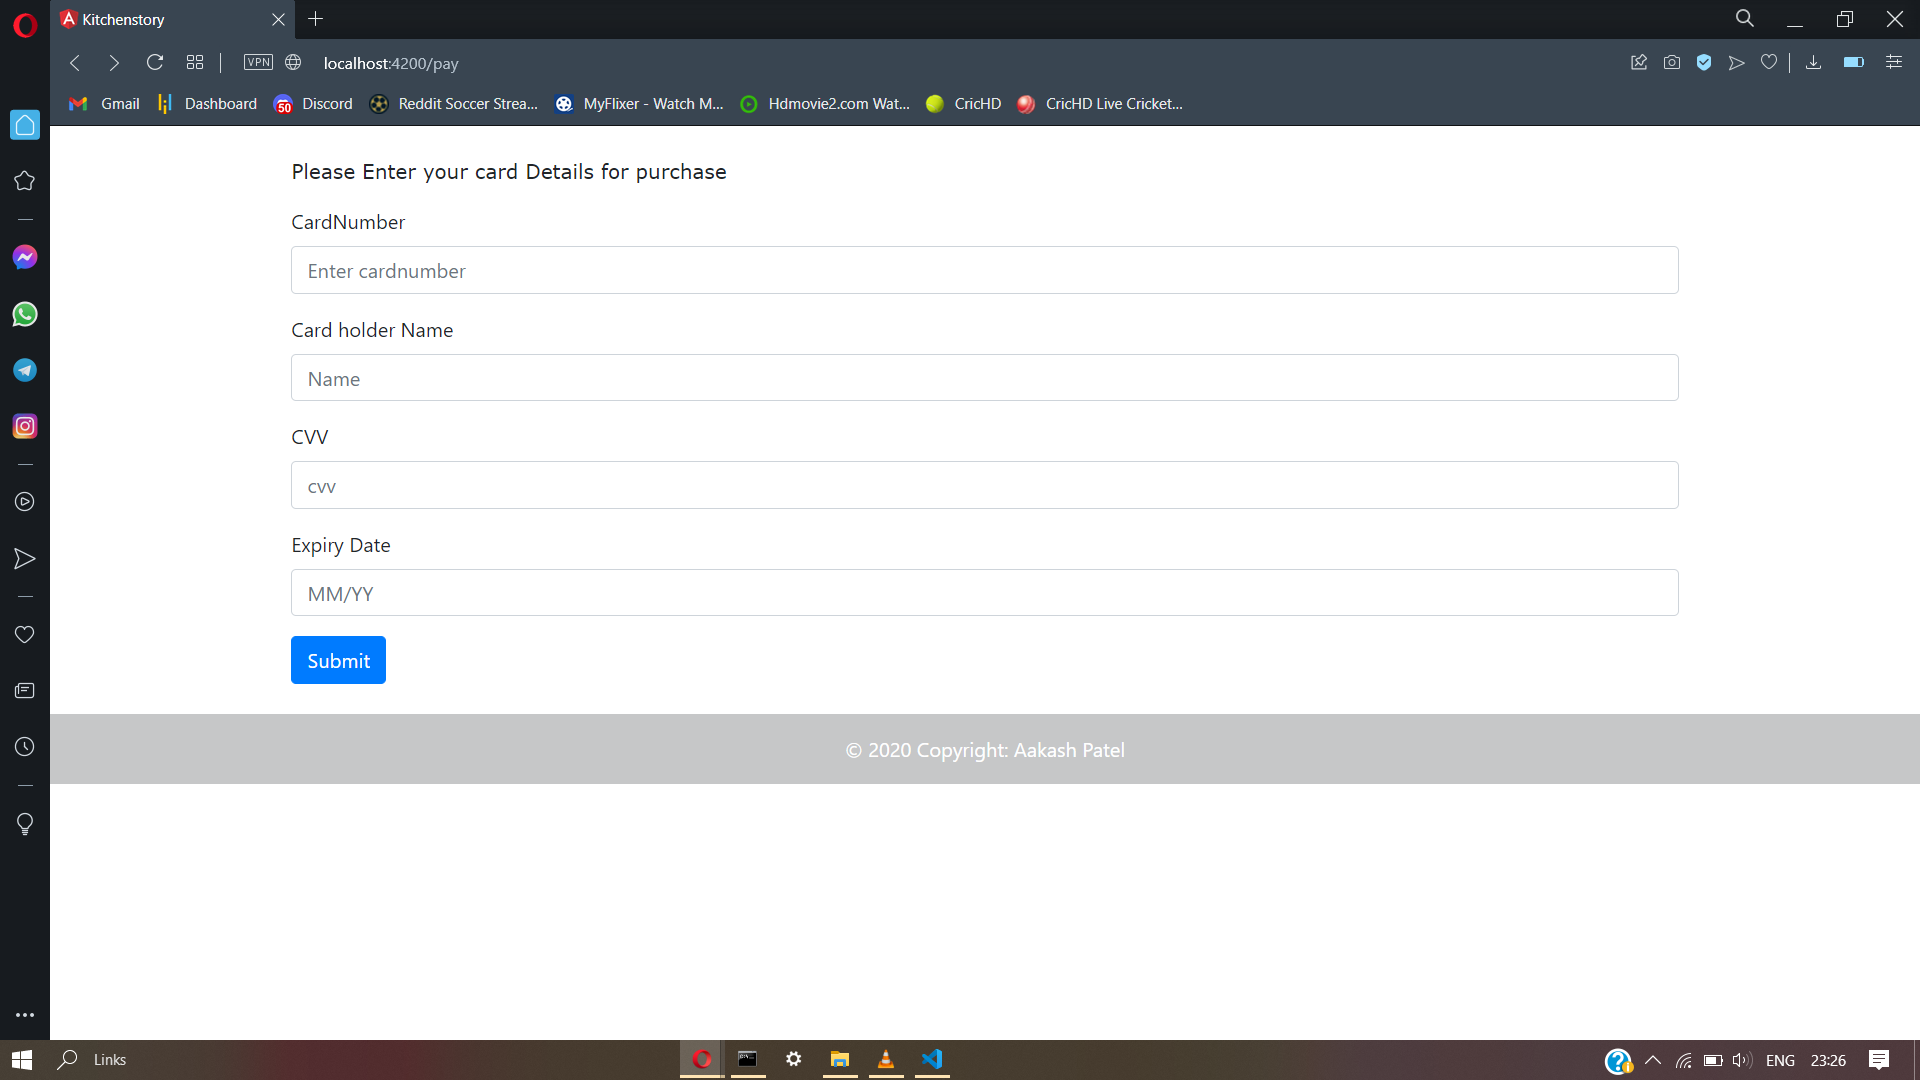 Kitchenstory
VPN
localhost:4200/pay
Gmail
Dashboard
50
Discord
Reddit Soccer Strea...
MyFlixer - Watch M...
Hdmovie2.com Wat...
CricHD
CricHD Live Cricket...
Please Enter your card Details for purchase
CardNumber
Enter cardnumber
Card holder Name
Name
CVV
cvv
Expiry Date
MM/YY
Submit
© 2020 Copyright: Aakash Patel
Links
ENG
23:26